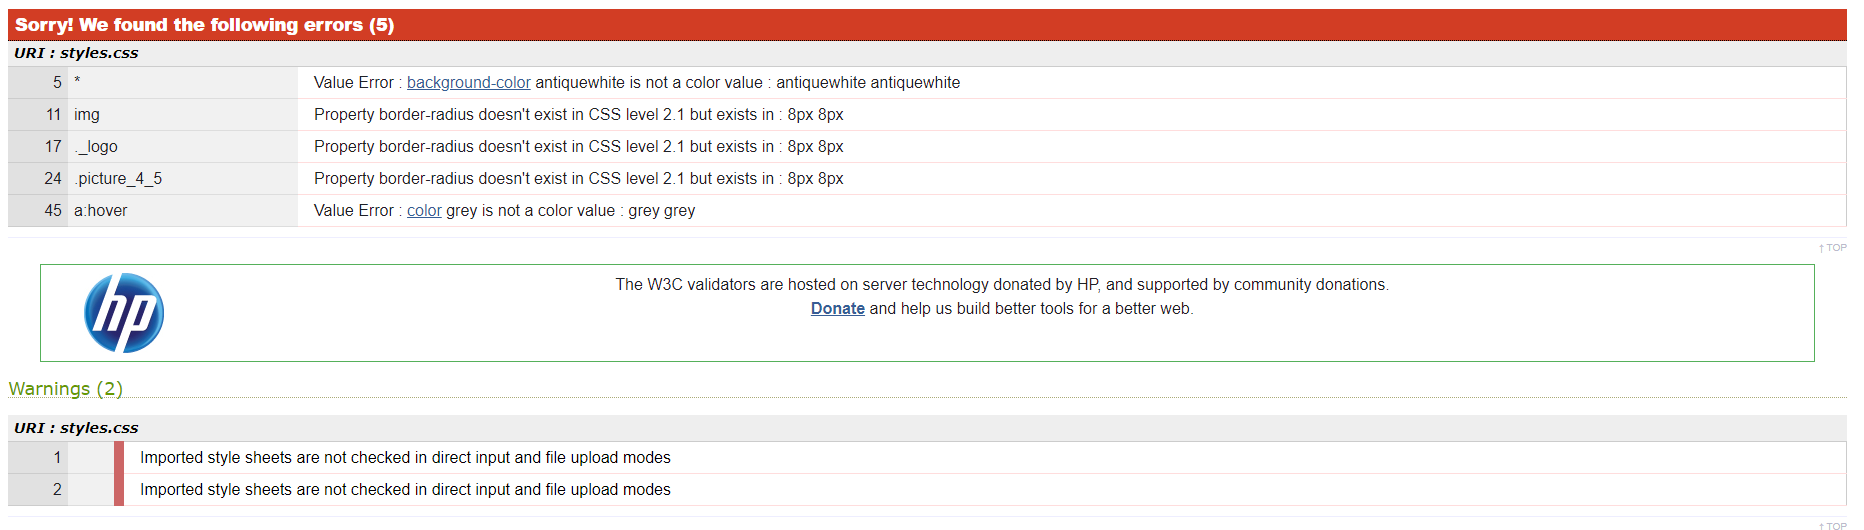 Sorry! We found the following errors (5)
URI : styles.css
5 * Value Error : background-color antiquewhite is not a color value : antiquewhite antiquewhite
11 img Property border-radius doesn't exist in CSS level 2.1 but exists in : 8px 8px
17 ._logo Property border-radius doesn't exist in CSS level 2.1 but exists in : 8px 8px
24 .picture_4_5 Property border-radius doesn't exist in CSS level 2.1 but exists in : 8px 8px
45 a:hover Value Error : color grey is not a color value : grey grey
↑ TOP
hp
The W3C validators are hosted on server technology donated by HP, and supported by community donations.
Donate and help us build better tools for a better web.
Warnings (2)
URI : styles.css
1 Imported style sheets are not checked in direct input and file upload modes
2 Imported style sheets are not checked in direct input and file upload modes
↑ TOP